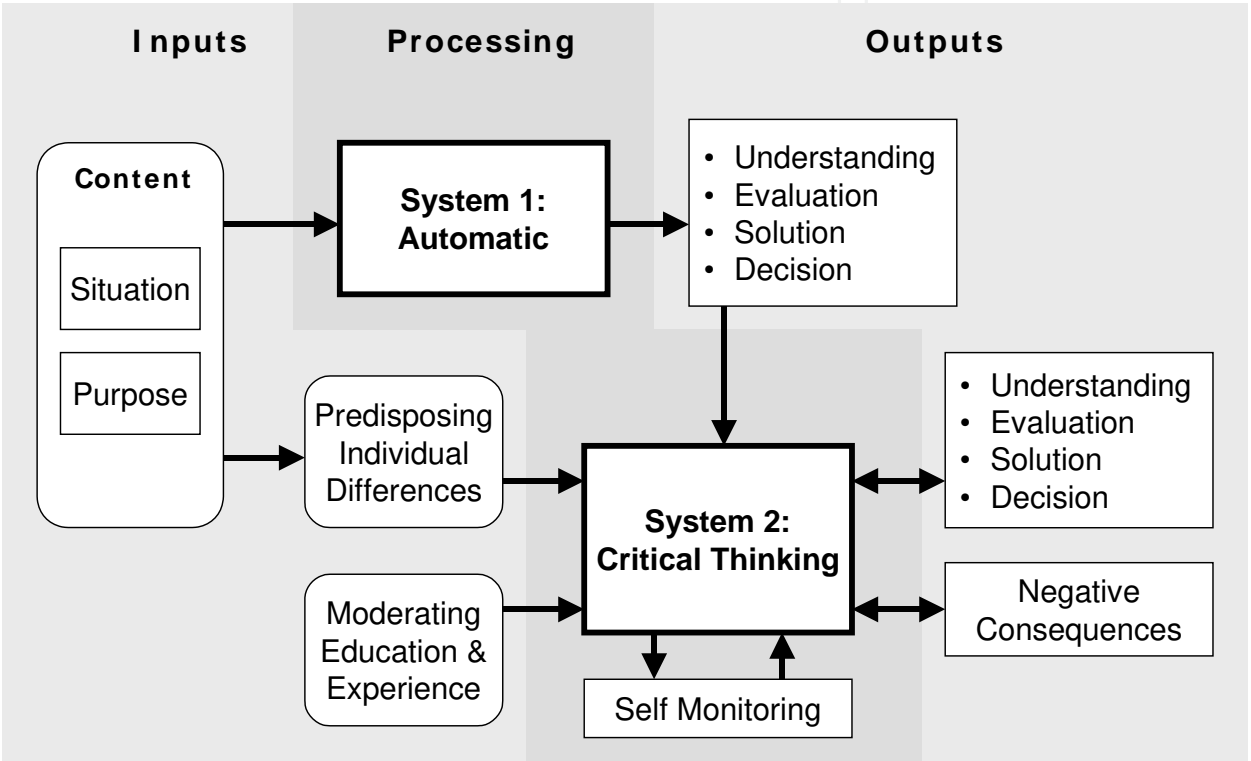 Inputs
Processing
Outputs
Content
Situation
Purpose
System 1:
Automatic
• Understanding
• Evaluation
• Solution
• Decision
Predisposing
Individual
Differences
Moderating
Education &
Experience
System 2:
Critical Thinking
Self Monitoring
• Understanding
• Evaluation
• Solution
• Decision
Negative
Consequences